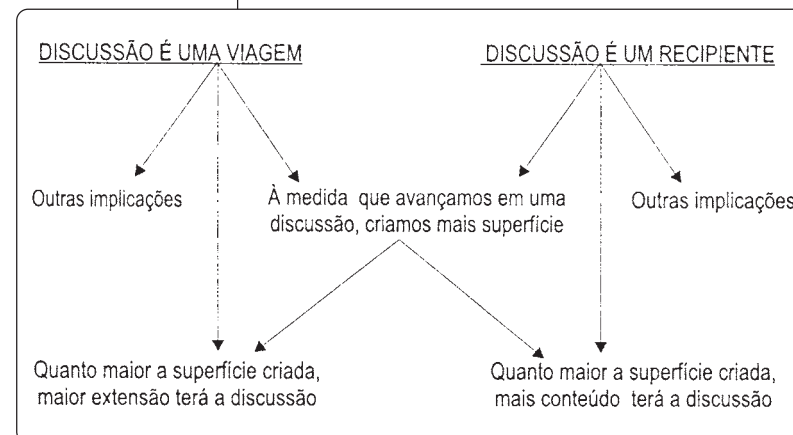 DISCUSSÃO É UMA VIAGEM
DISCUSSÃO É UM RECIPIENTE
Outras implicações
À medida que avançamos em uma
discussão, criamos mais superfície
Outras implicações
Quanto maior a superfície criada,
maior extensão terá a discussão
Quanto maior a superfície criada,
mais conteúdo terá a discussão